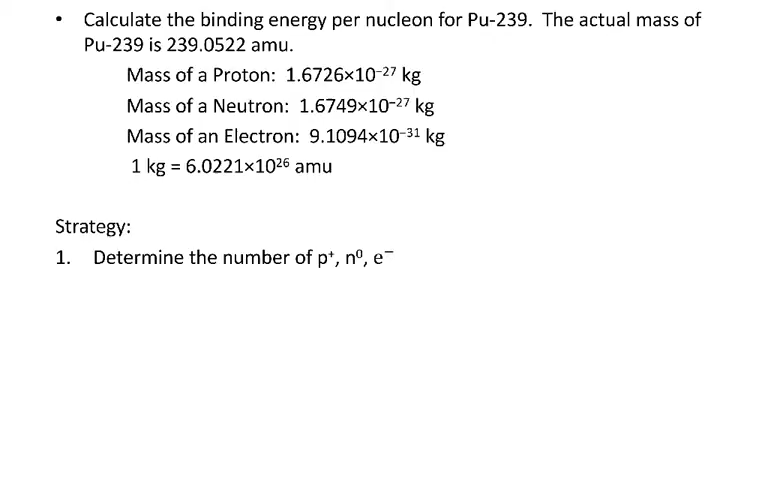 • Calculate the binding energy per nucleon for Pu-239. The actual mass of
Pu-239 is 239.0522 amu.
Mass of a Proton: 1.6726×10⁻²⁷ kg
Mass of a Neutron: 1.6749×10⁻²⁷ kg
Mass of an Electron: 9.1094×10⁻³¹ kg
1 kg = 6.0221×10²⁶ amu
Strategy:
1. Determine the number of p⁺, n⁰, e⁻